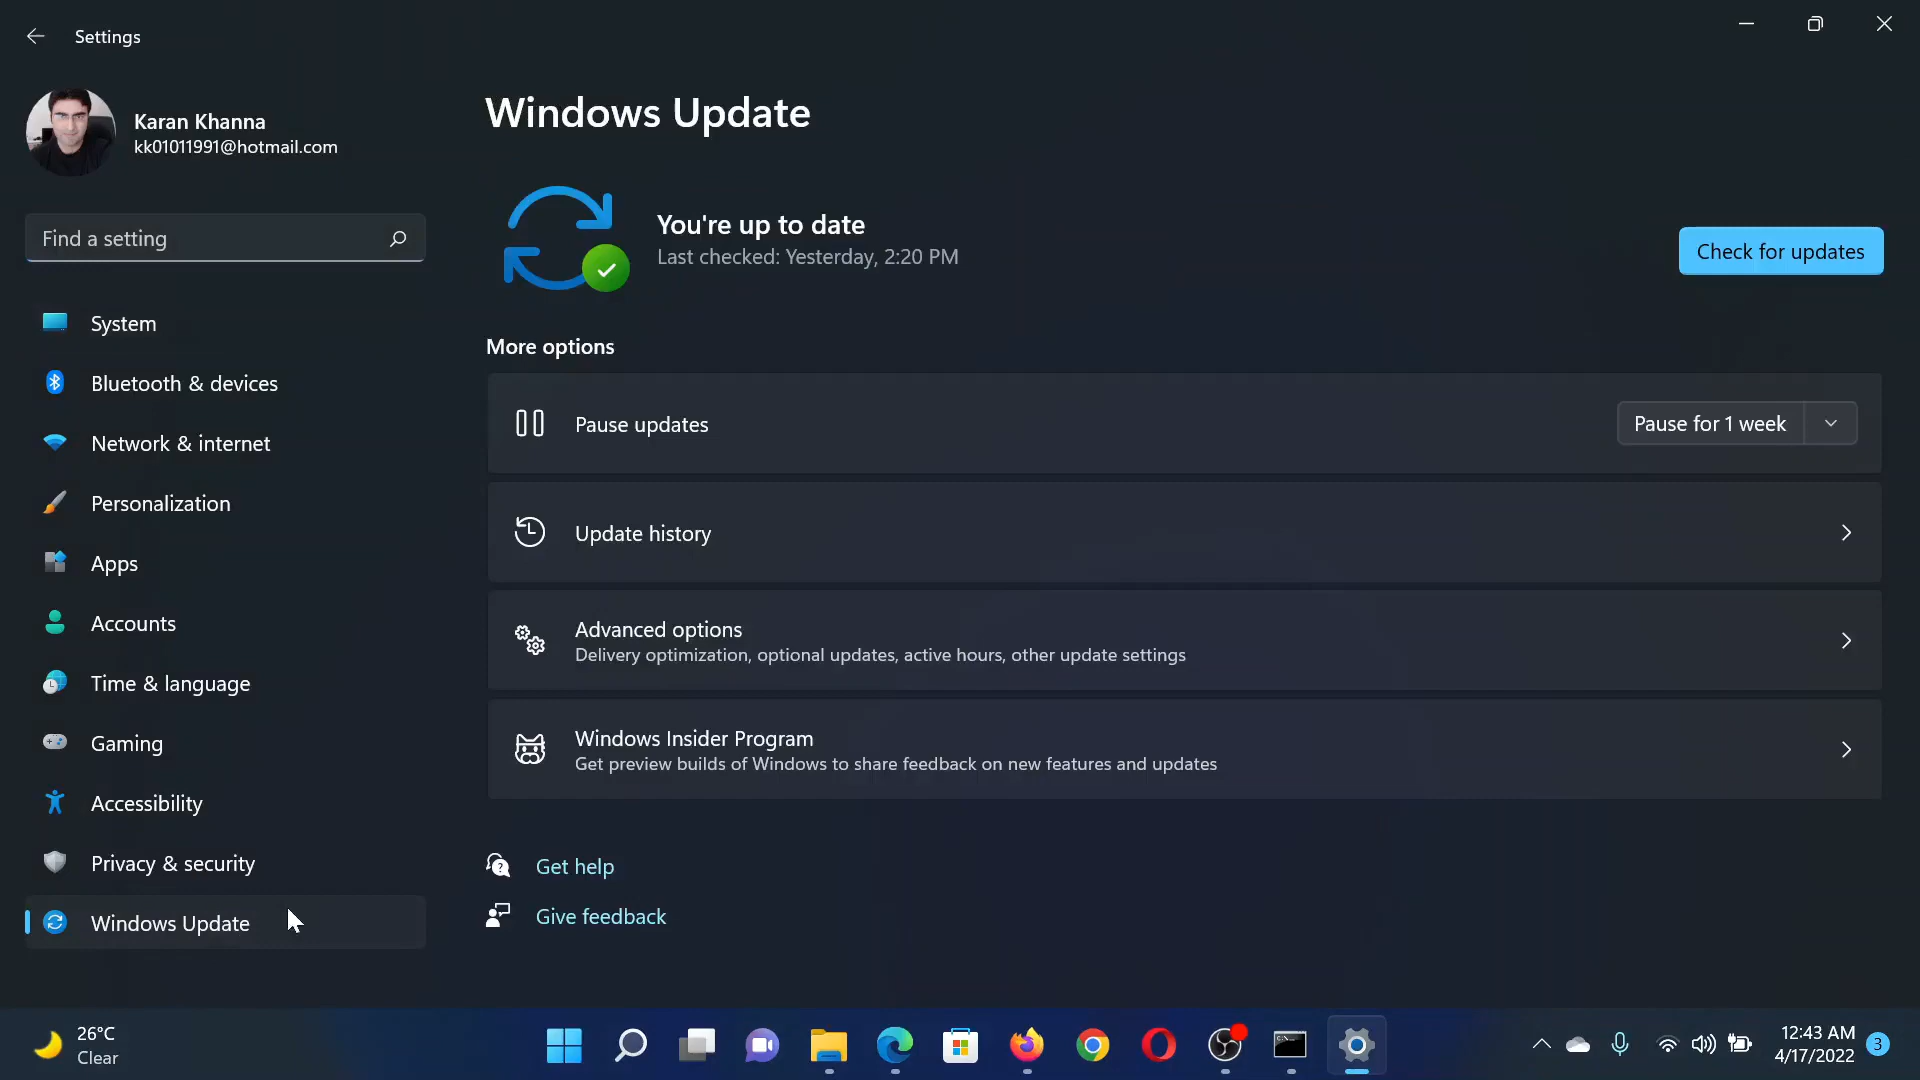 Settings
Karan Khanna
kk01011991@hotmail.com
Find a setting
System
Bluetooth & devices
Network & internet
Personalization
Apps
Accounts
Time & language
Gaming
Accessibility
Privacy & security
Windows Update
Windows Update
You're up to date
Last checked: Yesterday, 2:20 PM
Check for updates
More options
Pause updates
Pause for 1 week
Update history
Advanced options
Delivery optimization, optional updates, active hours, other update settings
Windows Insider Program
Get preview builds of Windows to share feedback on new features and updates
Get help
Give feedback
26°C
Clear
12:43 AM
4/17/2022
3